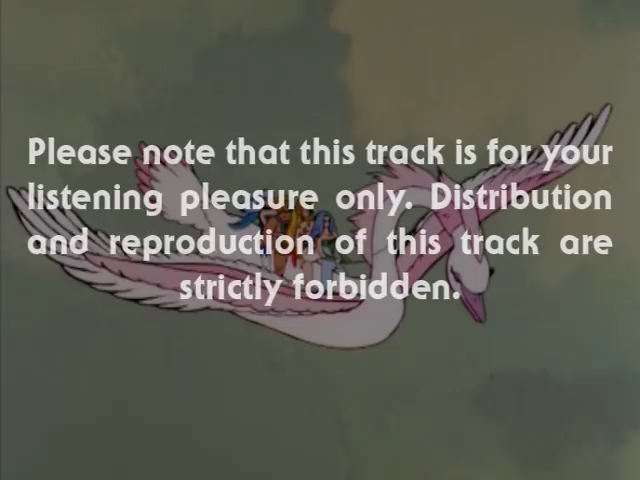 Please note that this track is for your
listening pleasure only. Distribution
and reproduction of this track are
strictly forbidden.